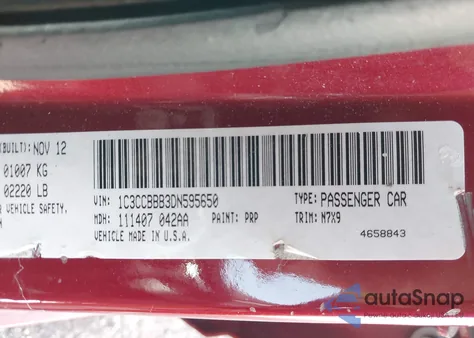 (BUILT): NOV 12
01007 KG
02220 LB
VEHICLE SAFETY,
VIN: 1C3CCBBB3DN595650
TYPE: PASSENGER CAR
MDH: 111407 042AA
PAINT: PRP
TRIM: N7X9
VEHICLE MADE IN U.S.A.
4658843
autoSnap